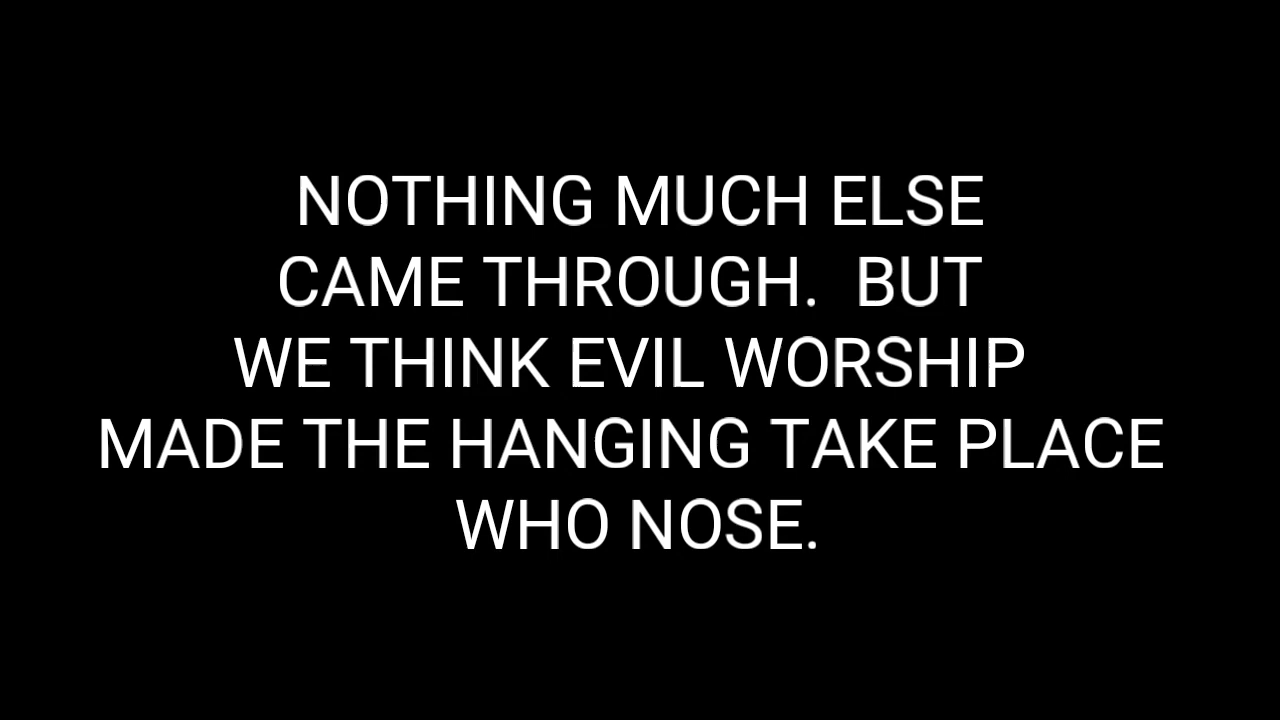 NOTHING MUCH ELSE
CAME THROUGH.  BUT
WE THINK EVIL WORSHIP
MADE THE HANGING TAKE PLACE
WHO NOSE.